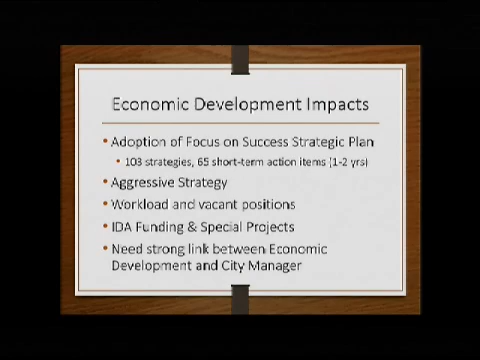 Economic Development Impacts
• Adoption of Focus on Success Strategic Plan
• 103 strategies, 65 short-term action items (1-2 yrs)
• Aggressive Strategy
• Workload and vacant positions
• IDA Funding & Special Projects
• Need strong link between Economic
Development and City Manager